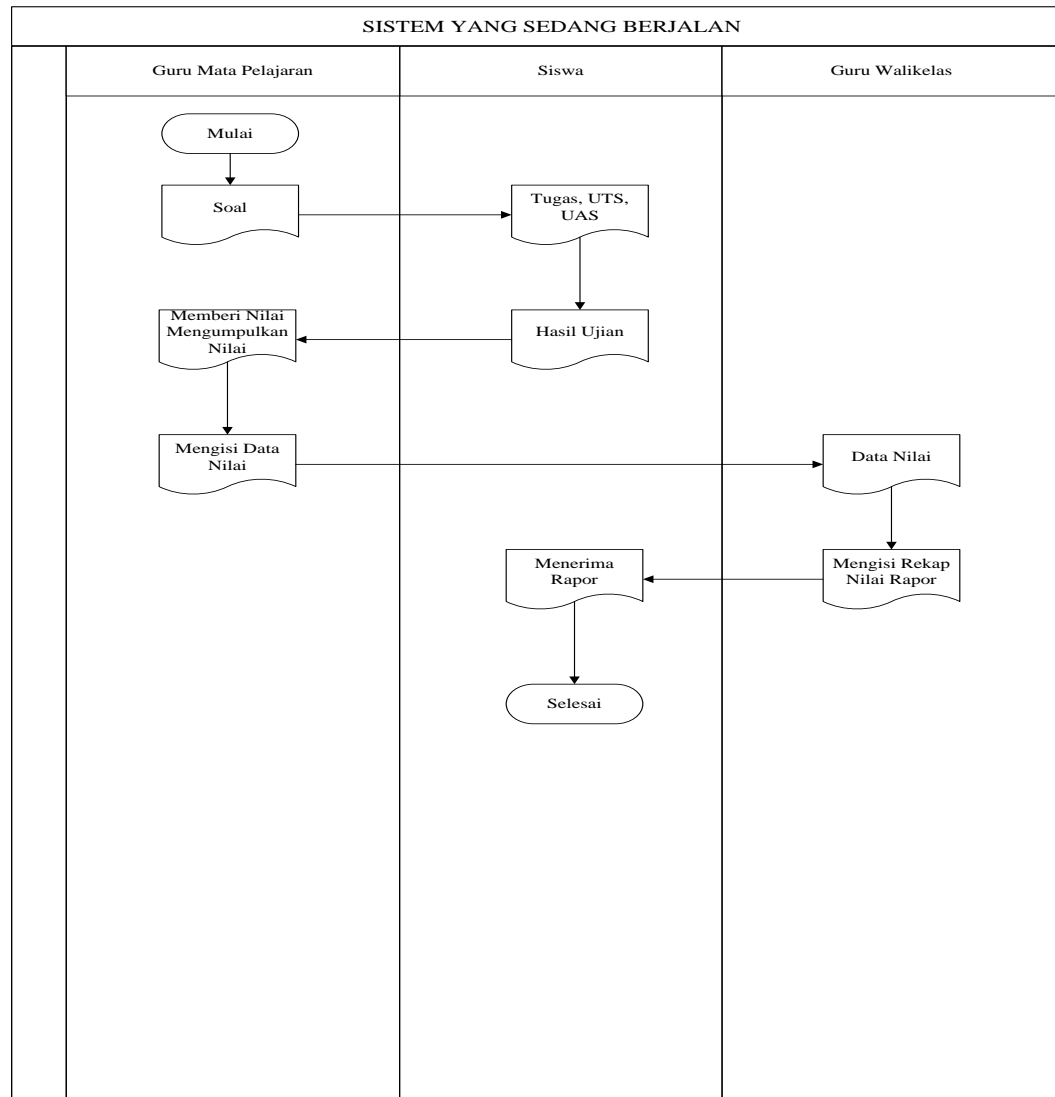 SISTEM YANG SEDANG BERJALAN
Guru Mata Pelajaran
Siswa
Guru Walikelas
Mulai
Soal
Tugas, UTS,
UAS
Memberi Nilai
Mengumpulkan
Nilai
Hasil Ujian
Mengisi Data
Nilai
Data Nilai
Menerima
Rapor
Mengisi Rekap
Nilai Rapor
Selesai